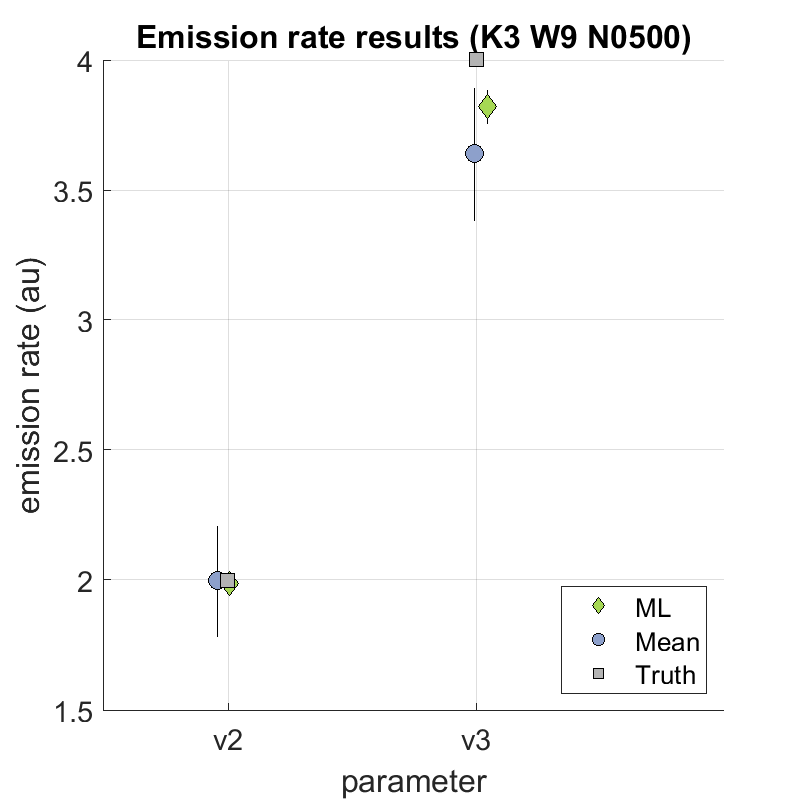 Emission rate results (K3 W9 N0500)
4
3.5
3
2.5
2
1.5
emission rate (au)
v2
v3
parameter
ML
Mean
Truth